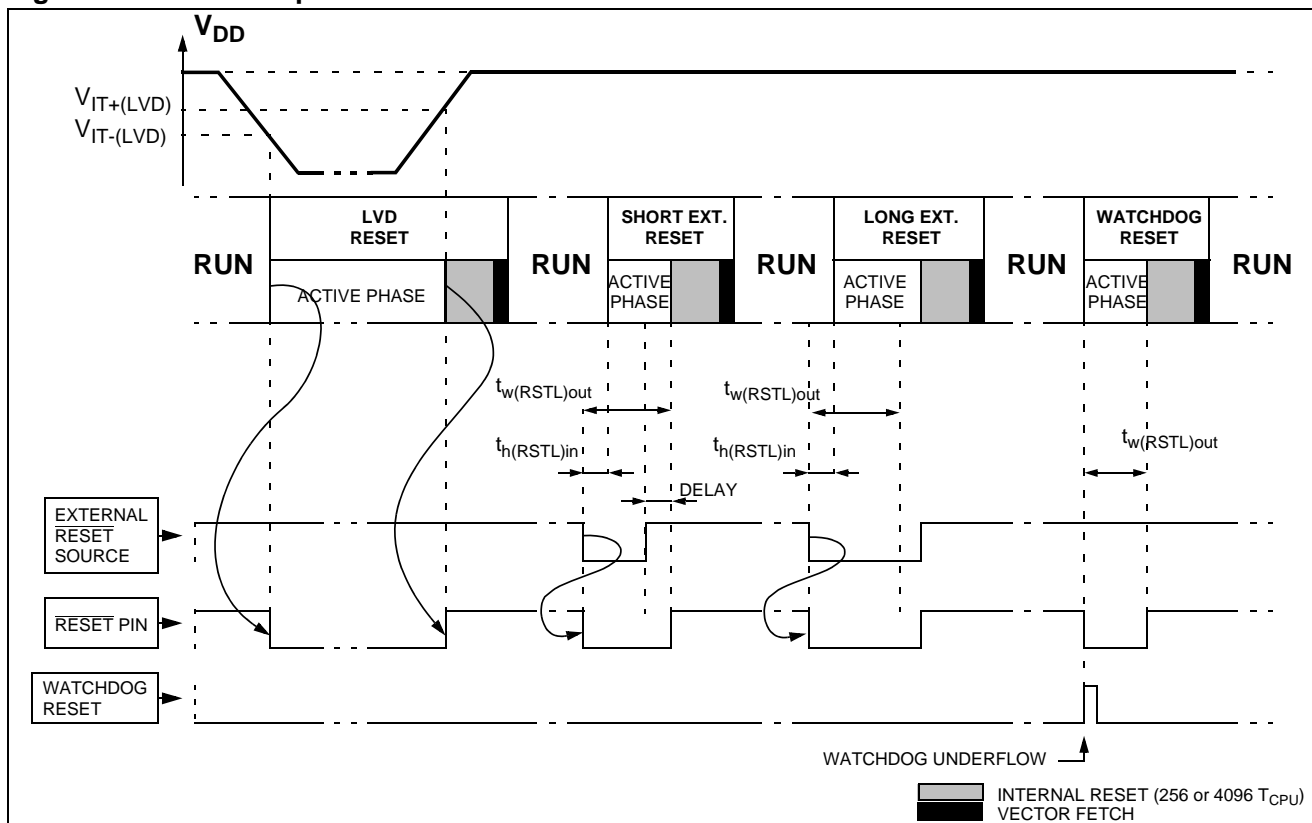 V_DD
V_IT+(LVD)
V_IT-(LVD)
LVD
RESET
SHORT EXT.
RESET
LONG EXT.
RESET
WATCHDOG
RESET
RUN
RUN
RUN
RUN
RUN
ACTIVE PHASE
ACTIVE
PHASE
ACTIVE
PHASE
ACTIVE
PHASE
t_w(RSTL)out
t_w(RSTL)out
t_w(RSTL)out
t_h(RSTL)in
t_h(RSTL)in
DELAY
EXTERNAL
RESET
SOURCE
RESET PIN
WATCHDOG
RESET
WATCHDOG UNDERFLOW
INTERNAL RESET (256 or 4096 T_CPU)
VECTOR FETCH